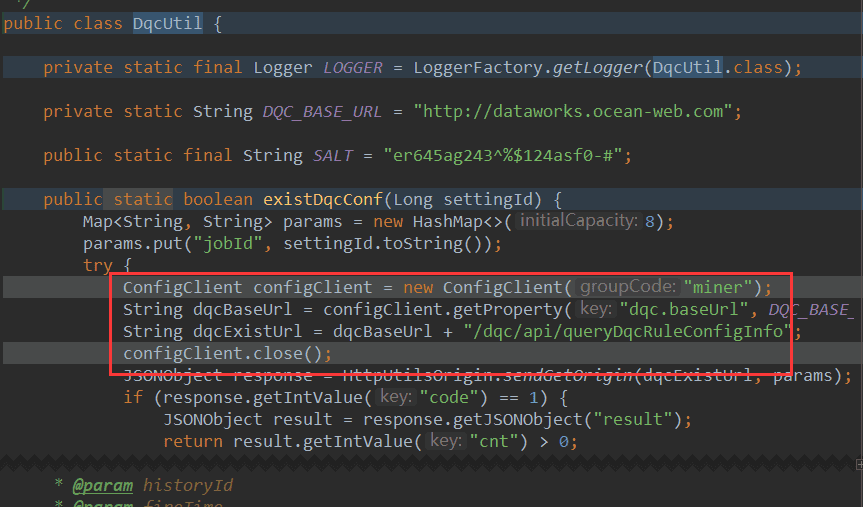 */
public class DqcUtil {
private static final Logger LOGGER = LoggerFactory.getLogger(DqcUtil.class);
private static String DQC_BASE_URL = "http://dataworks.ocean-web.com";
public static final String SALT = "er645ag243^%$124asf0-#";
public static boolean existDqcConf(Long settingId) {
Map<String, String> params = new HashMap<>( initialCapacity: 8);
params.put("jobId", settingId.toString());
try {
ConfigClient configClient = new ConfigClient( groupCode: "miner");
String dqcBaseUrl = configClient.getProperty( key: "dqc.baseUrl", DQC_BASE_
String dqcExistUrl = dqcBaseUrl + "/dqc/api/queryDqcRuleConfigInfo";
configClient.close();
JSONObject response = HttpUtilsOrigin.sendGetOrigin(dqcExistUrl, params);
if (response.getIntValue( key: "code") == 1) {
JSONObject result = response.getJSONObject("result");
return result.getIntValue( key: "cnt") > 0;
* @param historyId
* @param fireTime